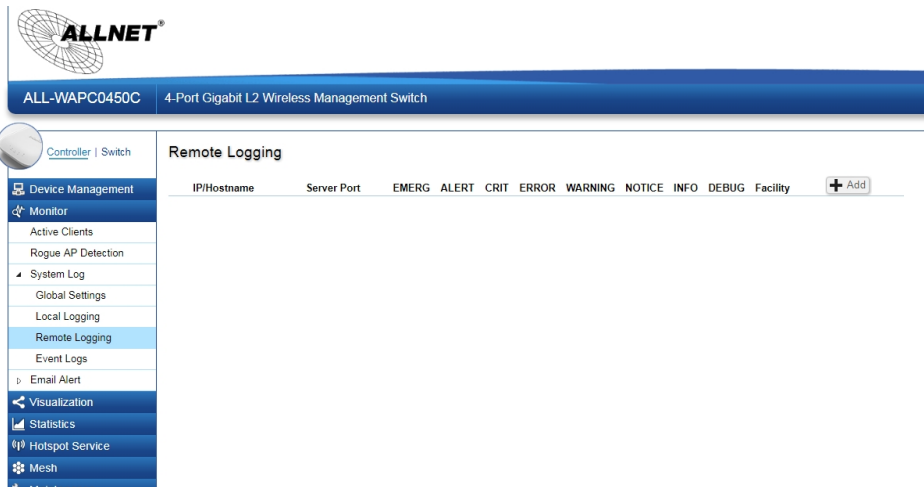 ALLNET®
ALL-WAPC0450C 4-Port Gigabit L2 Wireless Management Switch
Controller | Switch
Remote Logging
IP/Hostname Server Port EMERG ALERT CRIT ERROR WARNING NOTICE INFO DEBUG Facility Add
Device Management
Monitor
Active Clients
Rogue AP Detection
System Log
Global Settings
Local Logging
Remote Logging
Event Logs
Email Alert
Visualization
Statistics
Hotspot Service
Mesh